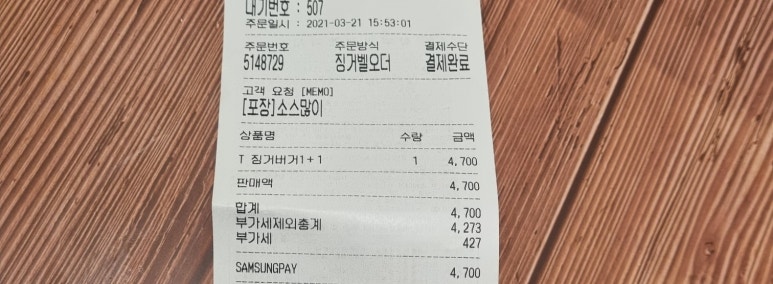 대기번호 : 507
주문일시 : 2021-03-21 15:53:01
주문번호 주문방식 결제수단
5148729 징거벨오더 결제완료
고객 요청 [MEMO]
[포장]소스많이
상품명 수량 금액
T 징거버거1+1 1 4,700
판매액 4,700
합계 4,700
부가세제외총계 4,273
부가세 427
SAMSUNGPAY 4,700